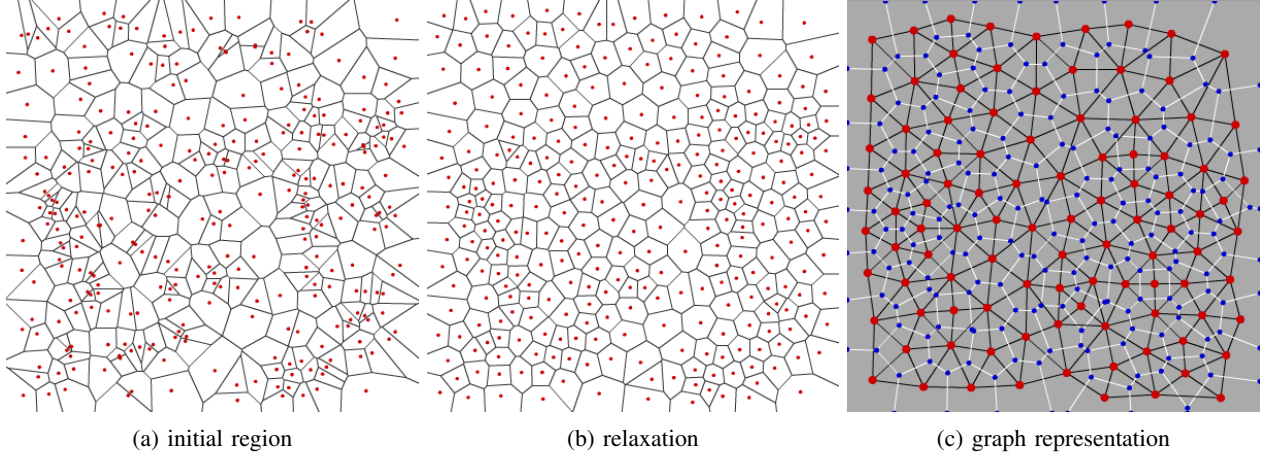 (a) initial region
(b) relaxation
(c) graph representation